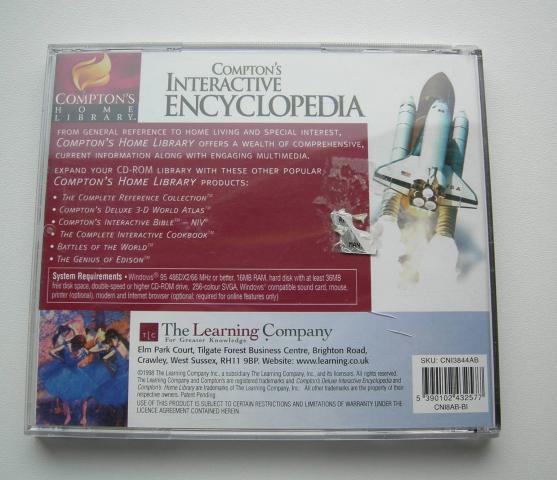 COMPTON'S
HOME
LIBRARY™
COMPTON'S
INTERACTIVE
ENCYCLOPEDIA
FROM GENERAL REFERENCE TO HOME LIVING AND SPECIAL INTEREST,
COMPTON'S HOME LIBRARY OFFERS A WEALTH OF COMPREHENSIVE,
CURRENT INFORMATION ALONG WITH ENGAGING MULTIMEDIA.
EXPAND YOUR CD-ROM LIBRARY WITH THESE OTHER POPULAR
COMPTON'S HOME LIBRARY PRODUCTS:
• THE COMPLETE REFERENCE COLLECTION™
• COMPTON'S DELUXE 3-D WORLD ATLAS™
• COMPTON'S INTERACTIVE BIBLE™ – NIV®
• THE COMPLETE INTERACTIVE COOKBOOK™
• BATTLES OF THE WORLD™
• THE GENIUS OF EDISON™
System Requirements • Windows® 95 486DX2/66 MHz or better, 16MB RAM, hard disk with at least 36MB
free disk space, double-speed or higher CD-ROM drive, 256-colour SVGA, Windows® compatible sound card, mouse,
printer (optional), modem and Internet browser (optional; required for online features only)
TLC The Learning Company
For Greater Knowledge
Elm Park Court, Tilgate Forest Business Centre, Brighton Road,
Crawley, West Sussex, RH11 9BP. Website: www.learning.co.uk
©1998 The Learning Company Inc., a subsidiary The Learning Company, Inc., and its licensors. All rights reserved.
The Learning Company and Compton's are registered trademarks and Compton's Deluxe Interactive Encyclopedia and
Compton's Home Library are trademarks of The Learning Company, Inc. All other trademarks are the property of their
respective owners. Patent Pending.
USE OF THIS PRODUCT IS SUBJECT TO CERTAIN RESTRICTIONS AND LIMITATIONS OF WARRANTY UNDER THE
LICENCE AGREEMENT CONTAINED HEREIN
SKU: CNI3844AB
5 390102 432577
CNI8AB-BI